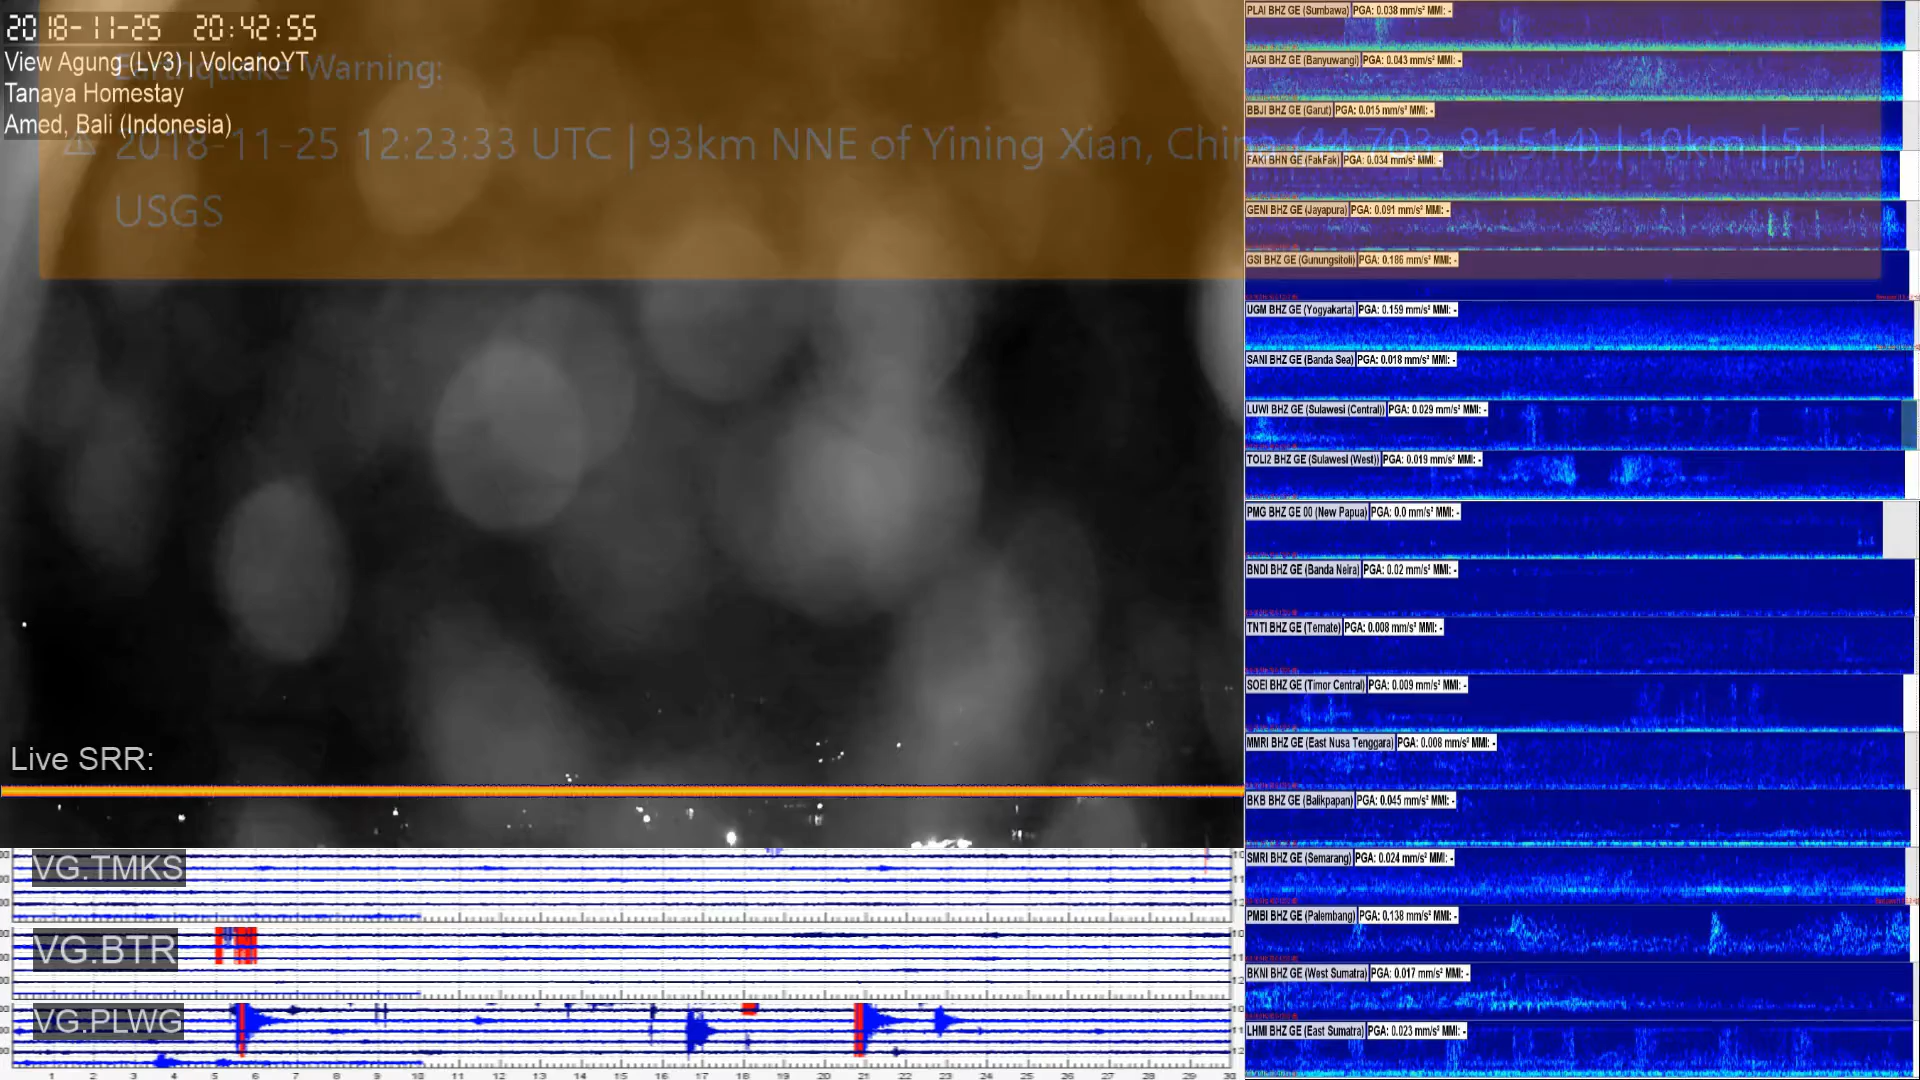 2018-11-25 20:42:55
View Agung (LV3) | VolcanoYT
Earthquake Warning:
Tanaya Homestay
Amed, Bali (Indonesia)
2018-11-25 12:23:33 UTC | 93km NNE of Yining Xian, China (44.703, 81.514) | 10km | 5 |
USGS
Live SRR:
VG.TMKS
VG.BTR
VG.PLWG
1 2 3 4 5 6 7 8 9 10 11 12 13 14 15 16 17 18 19 20 21 22 23 24 25 26 27 28 29 30
PLAI BHZ GE (Sumbawa) PGA: 0.038 mm/s² MMI: -
JAGI BHZ GE (Banyuwangi) PGA: 0.043 mm/s² MMI: -
BBJI BHZ GE (Garut) PGA: 0.015 mm/s² MMI: -
FAKI BHN GE (FakFak) PGA: 0.034 mm/s² MMI: -
GENI BHZ GE (Jayapura) PGA: 0.091 mm/s² MMI: -
GSI BHZ GE (Gunungsitoli) PGA: 0.186 mm/s² MMI: -
UGM BHZ GE (Yogyakarta) PGA: 0.159 mm/s² MMI: -
SANI BHZ GE (Banda Sea) PGA: 0.018 mm/s² MMI: -
LUWI BHZ GE (Sulawesi (Central)) PGA: 0.029 mm/s² MMI: -
TOLI2 BHZ GE (Sulawesi (West)) PGA: 0.019 mm/s² MMI: -
PMG BHZ GE 00 (New Papua) PGA: 0.0 mm/s² MMI: -
BNDI BHZ GE (Banda Neira) PGA: 0.02 mm/s² MMI: -
TNTI BHZ GE (Ternate) PGA: 0.008 mm/s² MMI: -
SOEI BHZ GE (Timor Central) PGA: 0.009 mm/s² MMI: -
MMRI BHZ GE (East Nusa Tenggara) PGA: 0.008 mm/s² MMI: -
BKB BHZ GE (Balikpapan) PGA: 0.045 mm/s² MMI: -
SMRI BHZ GE (Semarang) PGA: 0.024 mm/s² MMI: -
PMBI BHZ GE (Palembang) PGA: 0.138 mm/s² MMI: -
BKNI BHZ GE (West Sumatra) PGA: 0.017 mm/s² MMI: -
LHMI BHZ GE (East Sumatra) PGA: 0.023 mm/s² MMI: -